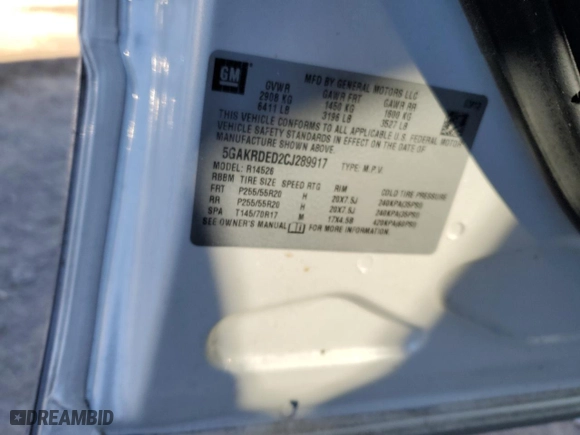 GM
MFD BY GENERAL MOTORS LLC
GVWR GAWR FRT GAWR RR
2908 KG 1450 KG 1600 KG
6411 LB 3196 LB 3527 LB
THIS VEHICLE CONFORMS TO ALL APPLICABLE U.S. FEDERAL MOTOR
VEHICLE SAFETY STANDARDS IN EFFECT ON THE DATE OF
MANUFACTURE SHOWN ABOVE.
5GAKRDED2CJ289917 TYPE: M.P.V.
MODEL: R14526
RBBM TIRE SIZE SPEED RTG RIM COLD TIRE PRESSURE
FRT P255/55R20 H 20X7.5J 240KPA(35PSI)
RR P255/55R20 H 20X7.5J 240KPA(35PSI)
SPA T145/70R17 M 17X4.5B 420KPA(60PSI)
SEE OWNER'S MANUAL FOR MORE INFORMATION.
DREAMBID